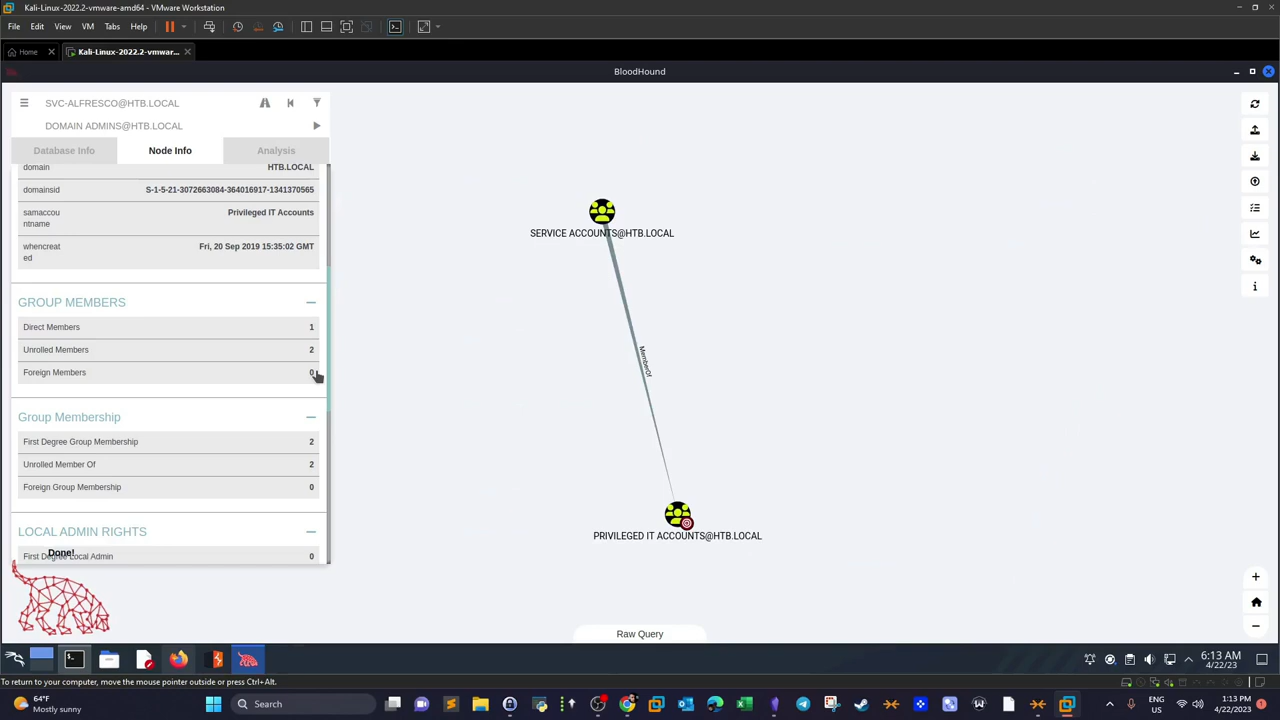 Kali-Linux-2022.2-vmware-amd64 - VMware Workstation
File Edit View VM Tabs Help
Home
Kali-Linux-2022.2-vmware...
BloodHound
SVC-ALFRESCO@HTB.LOCAL
DOMAIN ADMINS@HTB.LOCAL
Database Info Node Info Analysis
domain HTB.LOCAL
domainsid S-1-5-21-3072663084-364016917-1341370565
samaccou
ntname
Privileged IT Accounts
whencreat
ed
Fri, 20 Sep 2019 15:35:02 GMT
GROUP MEMBERS
Direct Members 1
Unrolled Members 2
Foreign Members 0
Group Membership
First Degree Group Membership 2
Unrolled Member Of 2
Foreign Group Membership 0
LOCAL ADMIN RIGHTS
First Degree Local Admin 0
Done!
SERVICE ACCOUNTS@HTB.LOCAL
MemberOf
PRIVILEGED IT ACCOUNTS@HTB.LOCAL
Raw Query
6:13 AM
4/22/23
To return to your computer, move the mouse pointer outside or press Ctrl+Alt.
64°F
Mostly sunny
Search
ENG
US
1:13 PM
4/22/2023